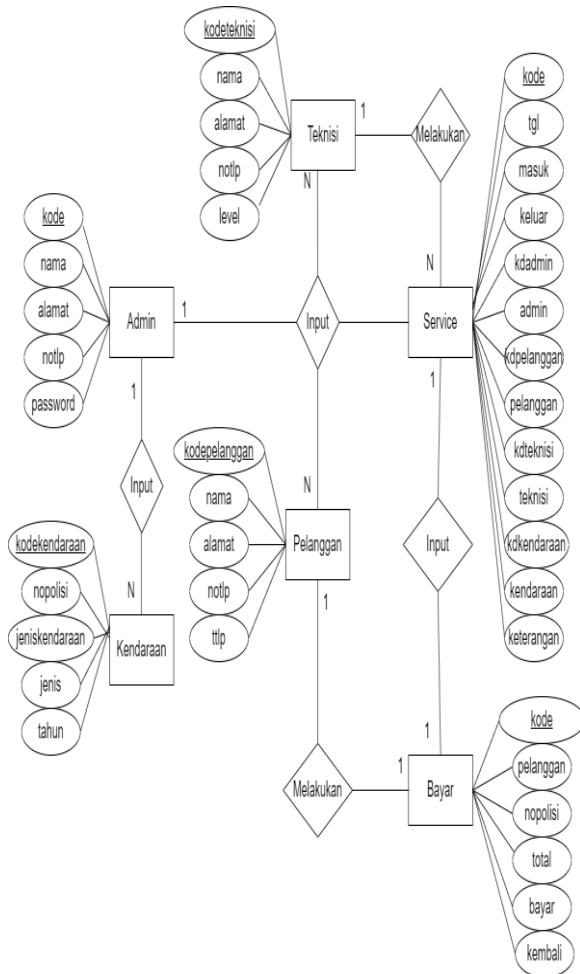 kodeteknisi
nama
alamat
notlp
level
1
Teknisi
N
Melakukan
N
kode
tgl
masuk
keluar
kdadmin
admin
kdpelanggan
pelanggan
kdteknisi
teknisi
kdkendaraan
kendaraan
keterangan
kode
nama
alamat
notlp
password
Admin
1
1
Input
Service
1
Input
N
kodekendaraan
nopolisi
jeniskendaraan
jenis
tahun
Kendaraan
kodepelanggan
nama
alamat
notlp
ttlp
N
Pelanggan
1
Input
1
Melakukan
1
Bayar
kode
pelanggan
nopolisi
total
bayar
kembali